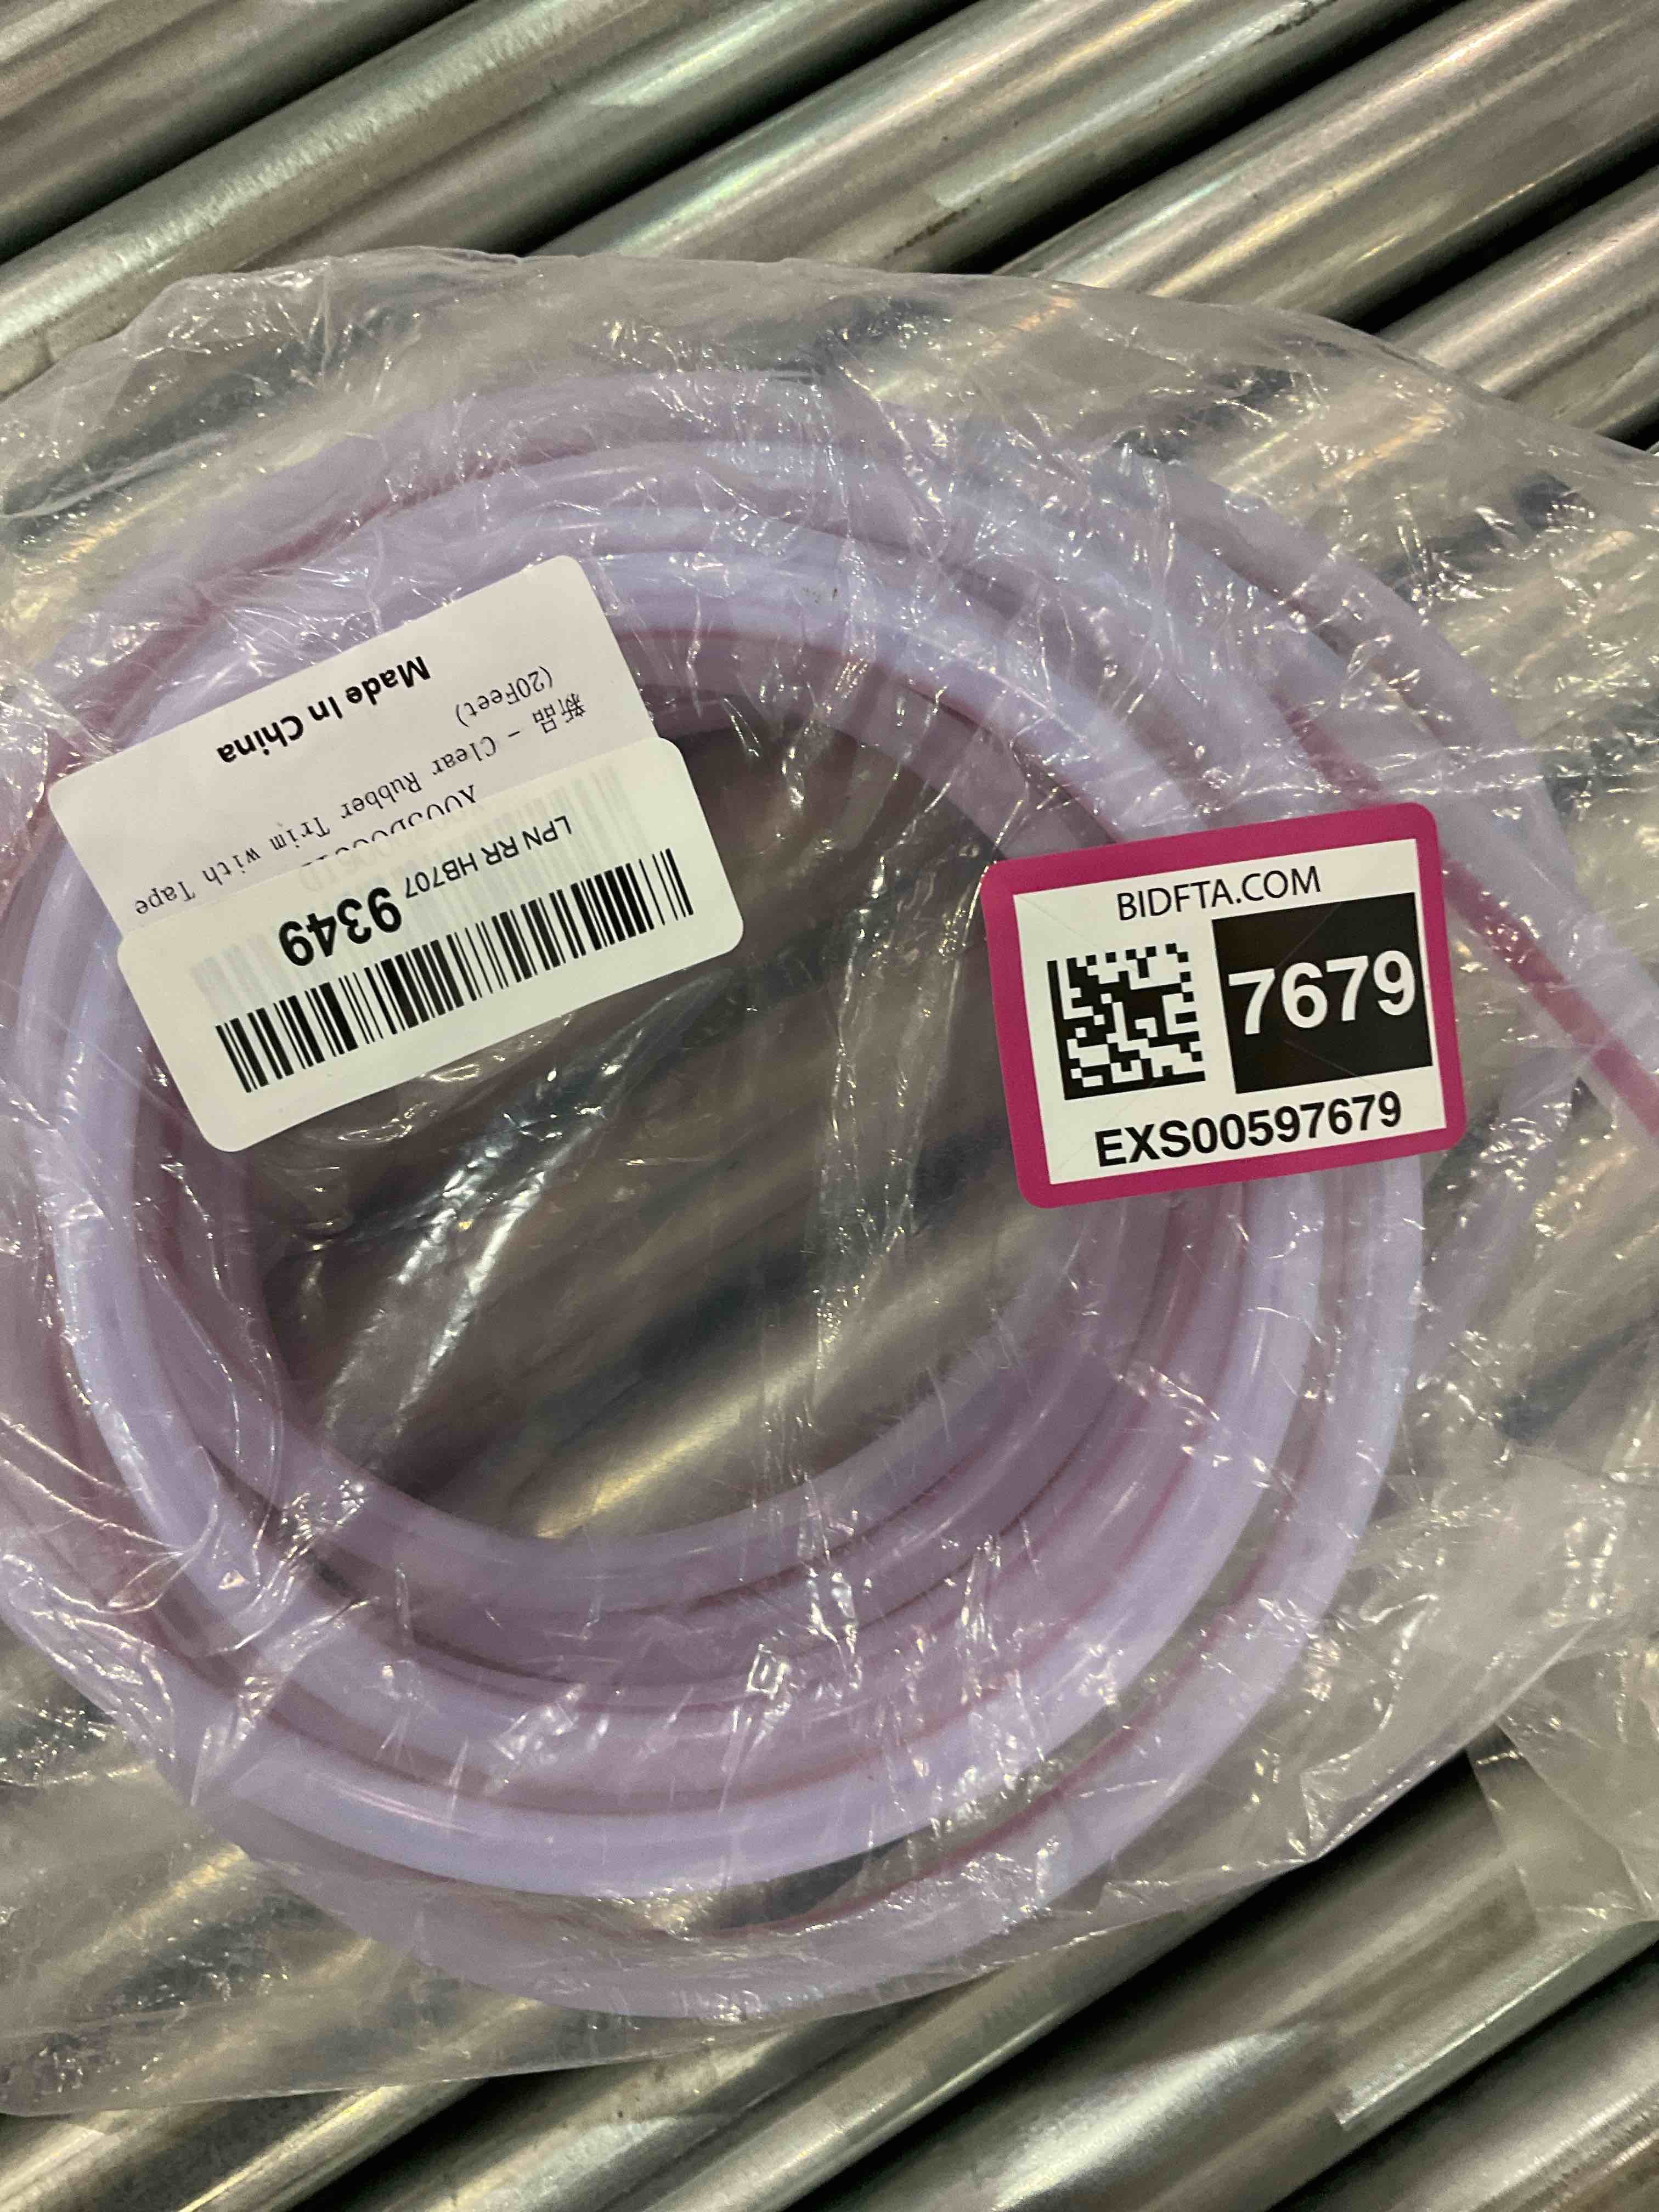 新品 - Clear Rubber Trim with Tape
(20Feet)
Made In China
LPN RR HB707 9349
BIDFTA.COM
7679
EXS00597679